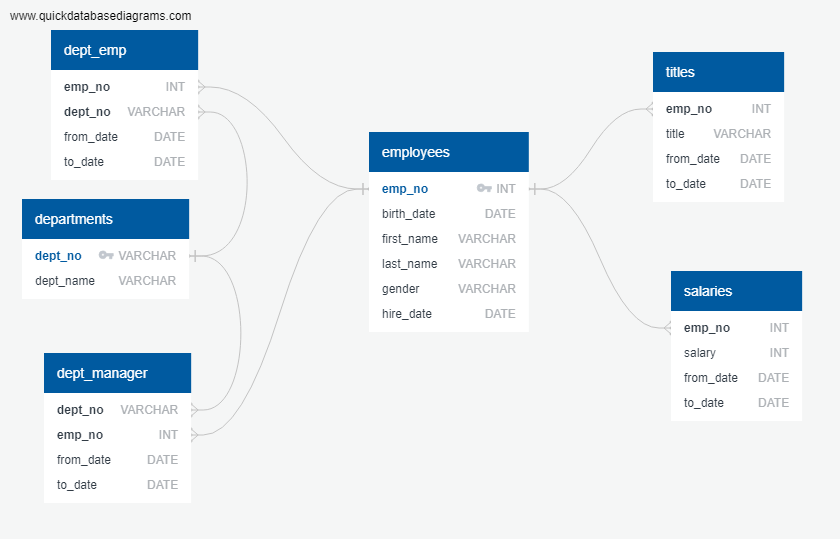 www.quickdatabasediagrams.com
dept_emp
emp_no INT
dept_no VARCHAR
from_date DATE
to_date DATE
departments
dept_no VARCHAR
dept_name VARCHAR
dept_manager
dept_no VARCHAR
emp_no INT
from_date DATE
to_date DATE
employees
emp_no INT
birth_date DATE
first_name VARCHAR
last_name VARCHAR
gender VARCHAR
hire_date DATE
titles
emp_no INT
title VARCHAR
from_date DATE
to_date DATE
salaries
emp_no INT
salary INT
from_date DATE
to_date DATE